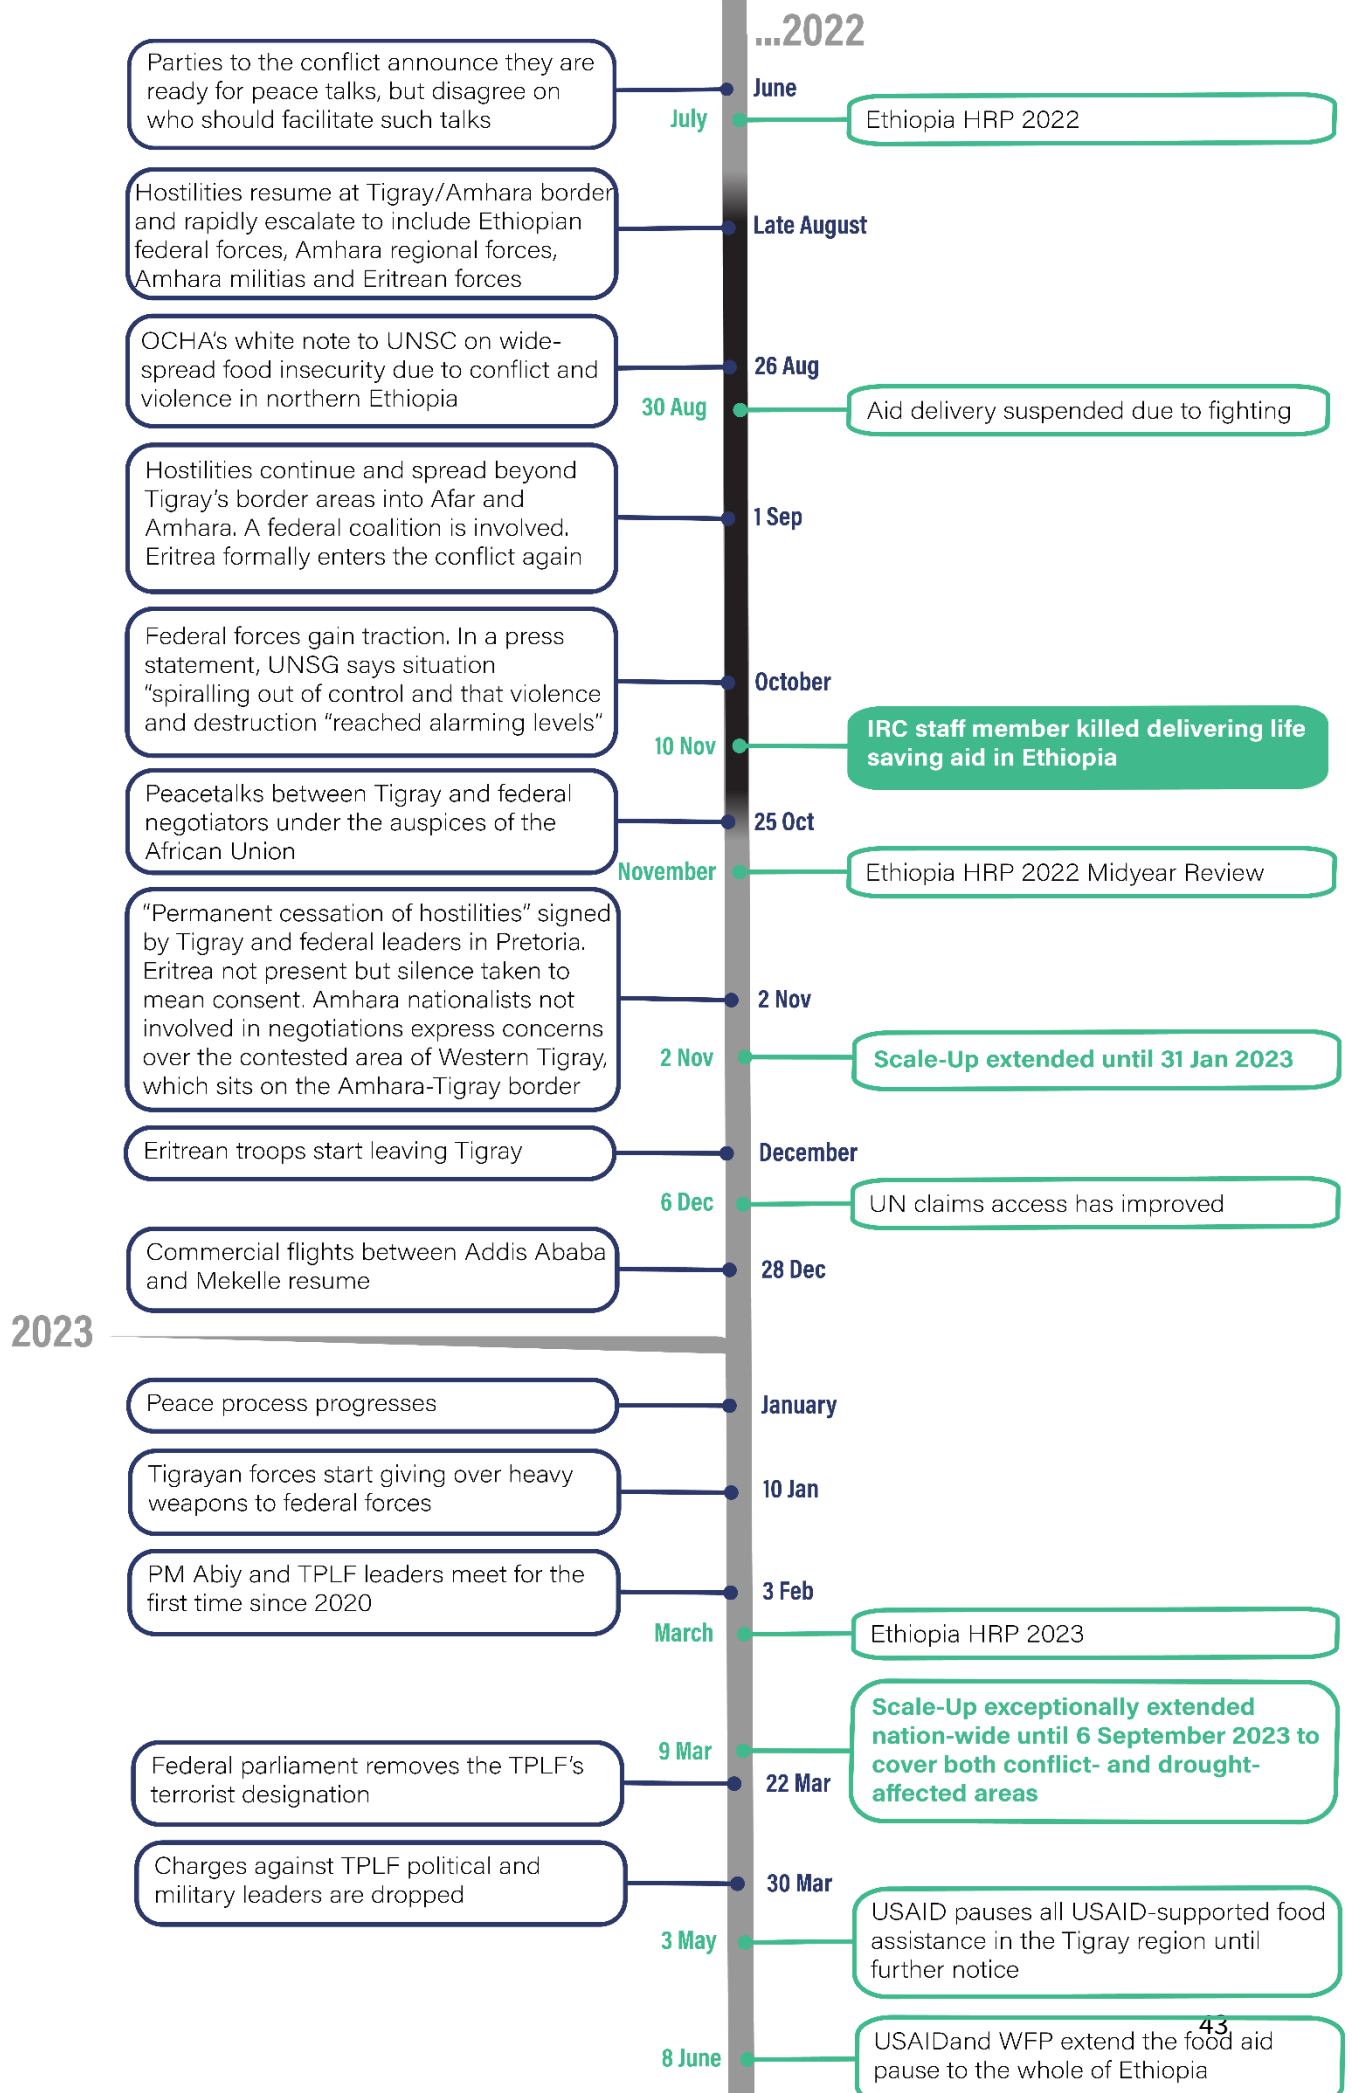 ...2022
Parties to the conflict announce they are
ready for peace talks, but disagree on
who should facilitate such talks
June
July
Ethiopia HRP 2022
Hostilities resume at Tigray/Amhara border
and rapidly escalate to include Ethiopian
federal forces, Amhara regional forces,
Amhara militias and Eritrean forces
Late August
OCHA's white note to UNSC on wide-
spread food insecurity due to conflict and
violence in northern Ethiopia
26 Aug
30 Aug
Aid delivery suspended due to fighting
Hostilities continue and spread beyond
Tigray's border areas into Afar and
Amhara. A federal coalition is involved.
Eritrea formally enters the conflict again
1 Sep
Federal forces gain traction. In a press
statement, UNSG says situation
"spiralling out of control and that violence
and destruction "reached alarming levels"
October
10 Nov
IRC staff member killed delivering life
saving aid in Ethiopia
Peacetalks between Tigray and federal
negotiators under the auspices of the
African Union
25 Oct
November
Ethiopia HRP 2022 Midyear Review
"Permanent cessation of hostilities" signed
by Tigray and federal leaders in Pretoria.
Eritrea not present but silence taken to
mean consent. Amhara nationalists not
involved in negotiations express concerns
over the contested area of Western Tigray,
which sits on the Amhara-Tigray border
2 Nov
2 Nov
Scale-Up extended until 31 Jan 2023
Eritrean troops start leaving Tigray
December
6 Dec
UN claims access has improved
Commercial flights between Addis Ababa
and Mekelle resume
28 Dec
2023
Peace process progresses
January
Tigrayan forces start giving over heavy
weapons to federal forces
10 Jan
PM Abiy and TPLF leaders meet for the
first time since 2020
3 Feb
March
Ethiopia HRP 2023
9 Mar
Scale-Up exceptionally extended
nation-wide until 6 September 2023 to
cover both conflict- and drought-
affected areas
Federal parliament removes the TPLF's
terrorist designation
22 Mar
Charges against TPLF political and
military leaders are dropped
30 Mar
3 May
USAID pauses all USAID-supported food
assistance in the Tigray region until
further notice
8 June
USAIDand WFP extend the food aid
pause to the whole of Ethiopia
43